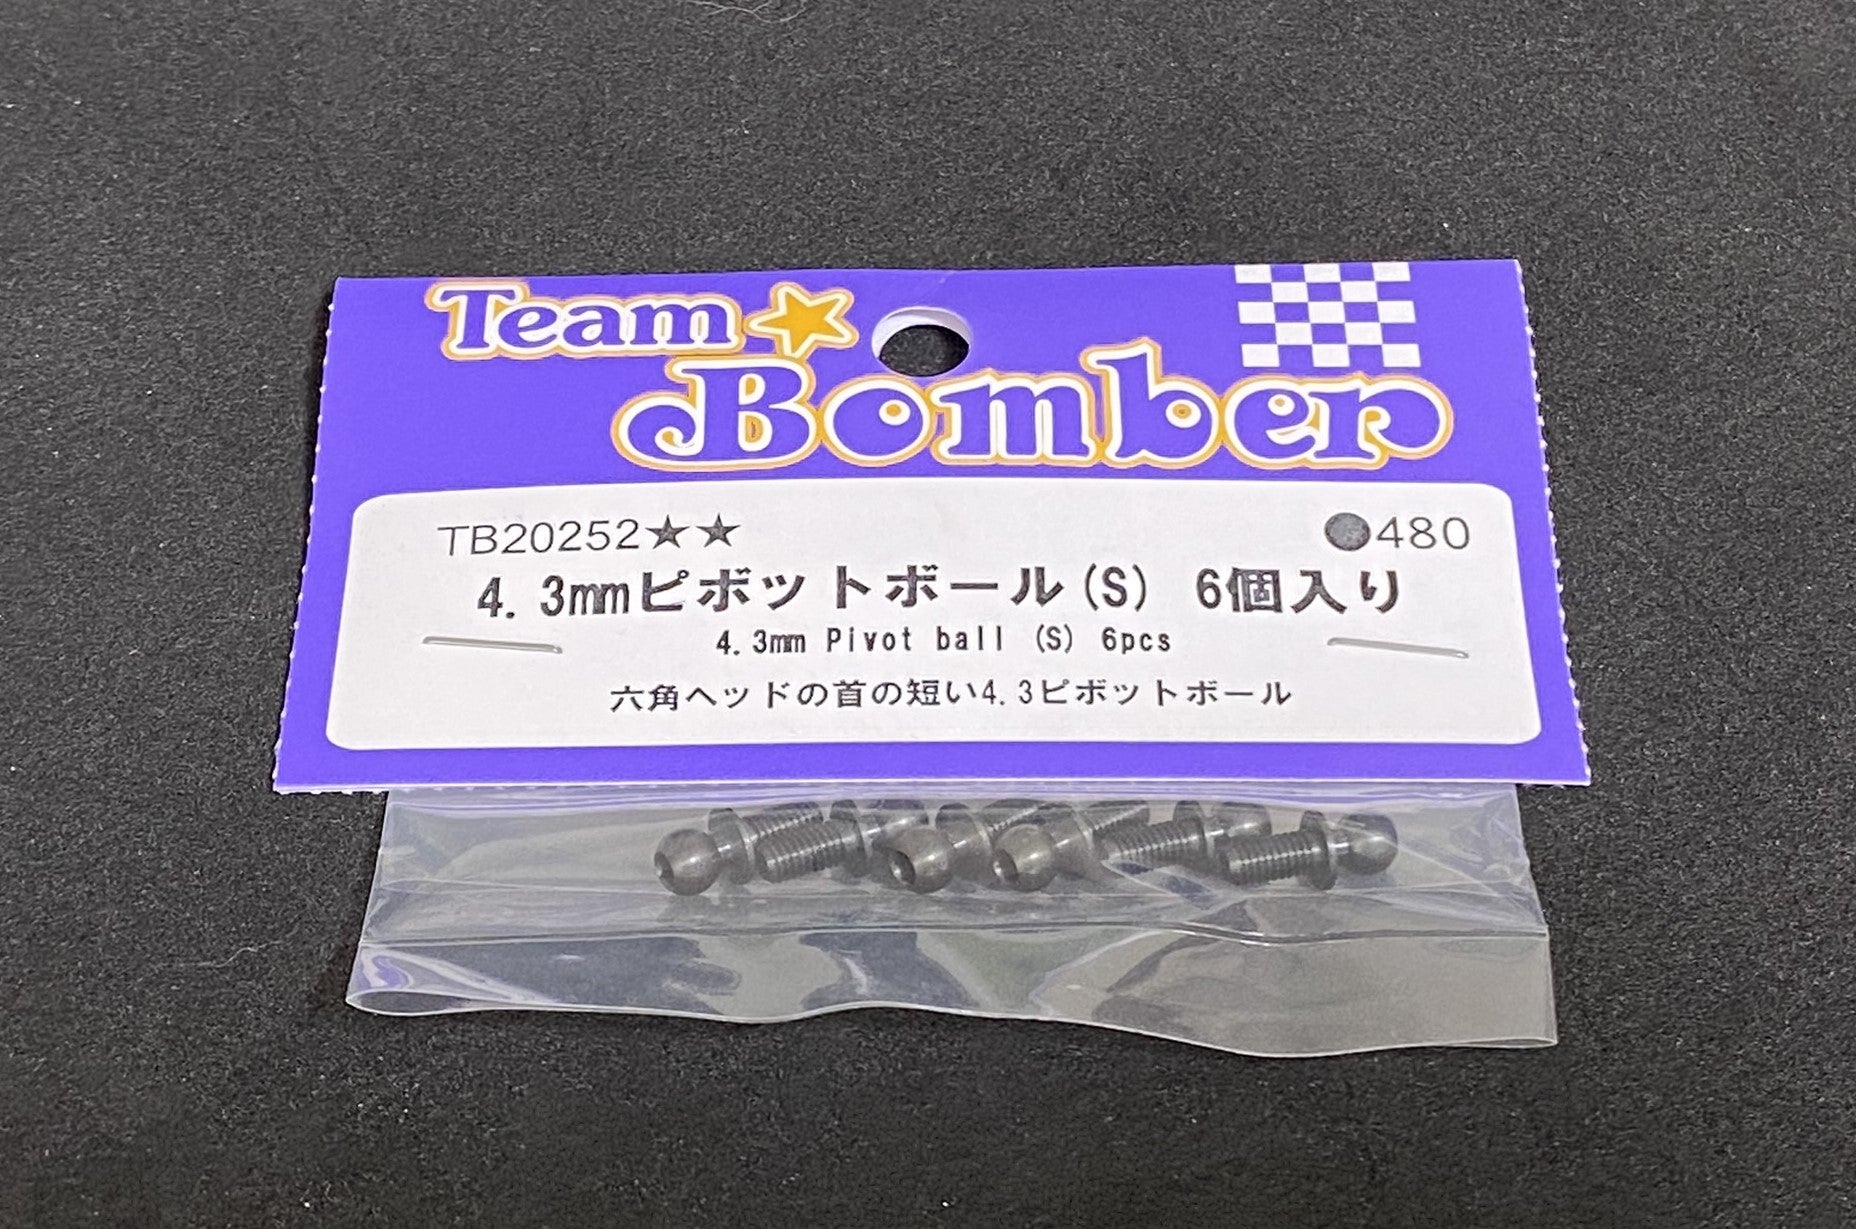 Team★
Bomber
TB20252★★ ●480
4.3mmピボットボール(S) 6個入り
4.3mm Pivot ball (S) 6pcs
六角ヘッドの首の短い4.3ピボットボール